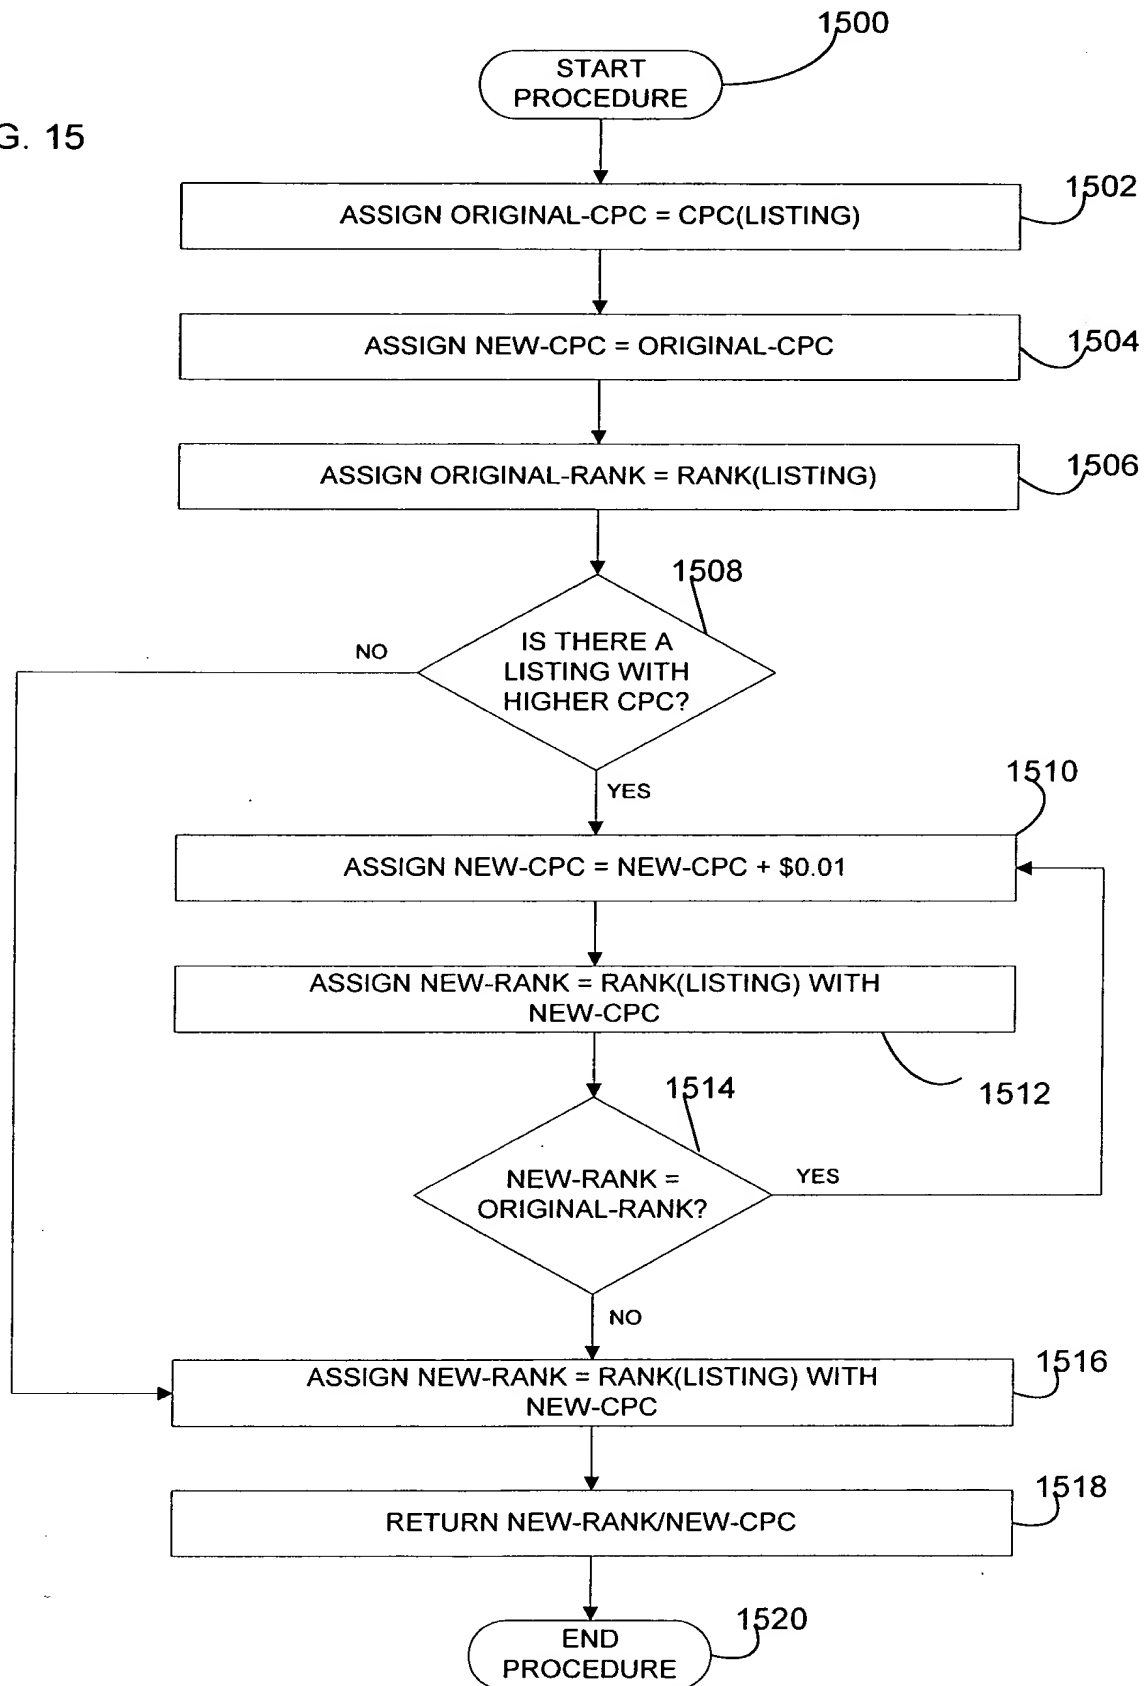 1500
START
PROCEDURE
G. 15
1502
ASSIGN ORIGINAL-CPC = CPC(LISTING)
1504
ASSIGN NEW-CPC = ORIGINAL-CPC
1506
ASSIGN ORIGINAL-RANK = RANK(LISTING)
1508
IS THERE A
LISTING WITH
HIGHER CPC?
NO
YES
1510
ASSIGN NEW-CPC = NEW-CPC + $0.01
ASSIGN NEW-RANK = RANK(LISTING) WITH
NEW-CPC
1512
1514
NEW-RANK =
ORIGINAL-RANK?
YES
NO
1516
ASSIGN NEW-RANK = RANK(LISTING) WITH
NEW-CPC
1518
RETURN NEW-RANK/NEW-CPC
1520
END
PROCEDURE